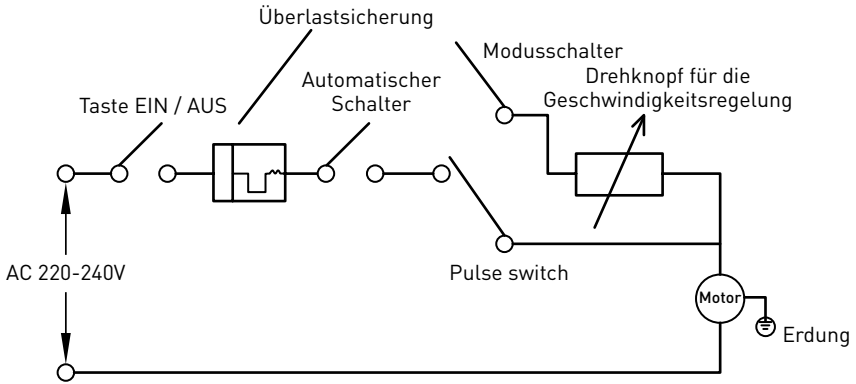 Überlastsicherung
Modusschalter
Automatischer
Schalter
Drehknopf für die
Geschwindigkeitsregelung
Taste EIN / AUS
AC 220-240V
Pulse switch
Motor
Erdung